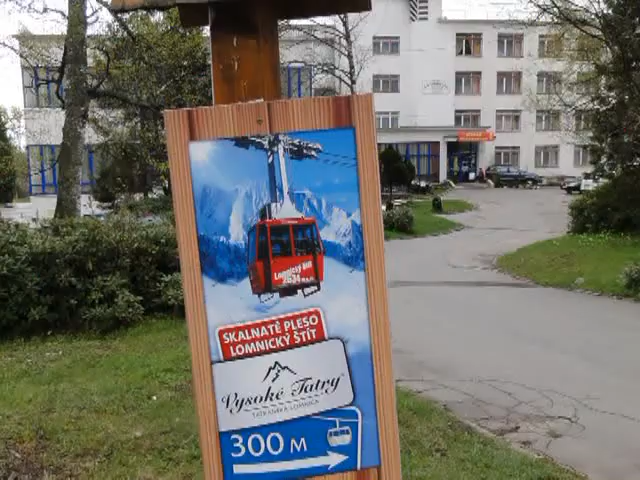 Lomnický štít
2634 m n.m.
SKALNATÉ PLESO
LOMNICKÝ ŠTÍT
Vysoké Tatry
TATRANSKÁ LOMNICA
300 M